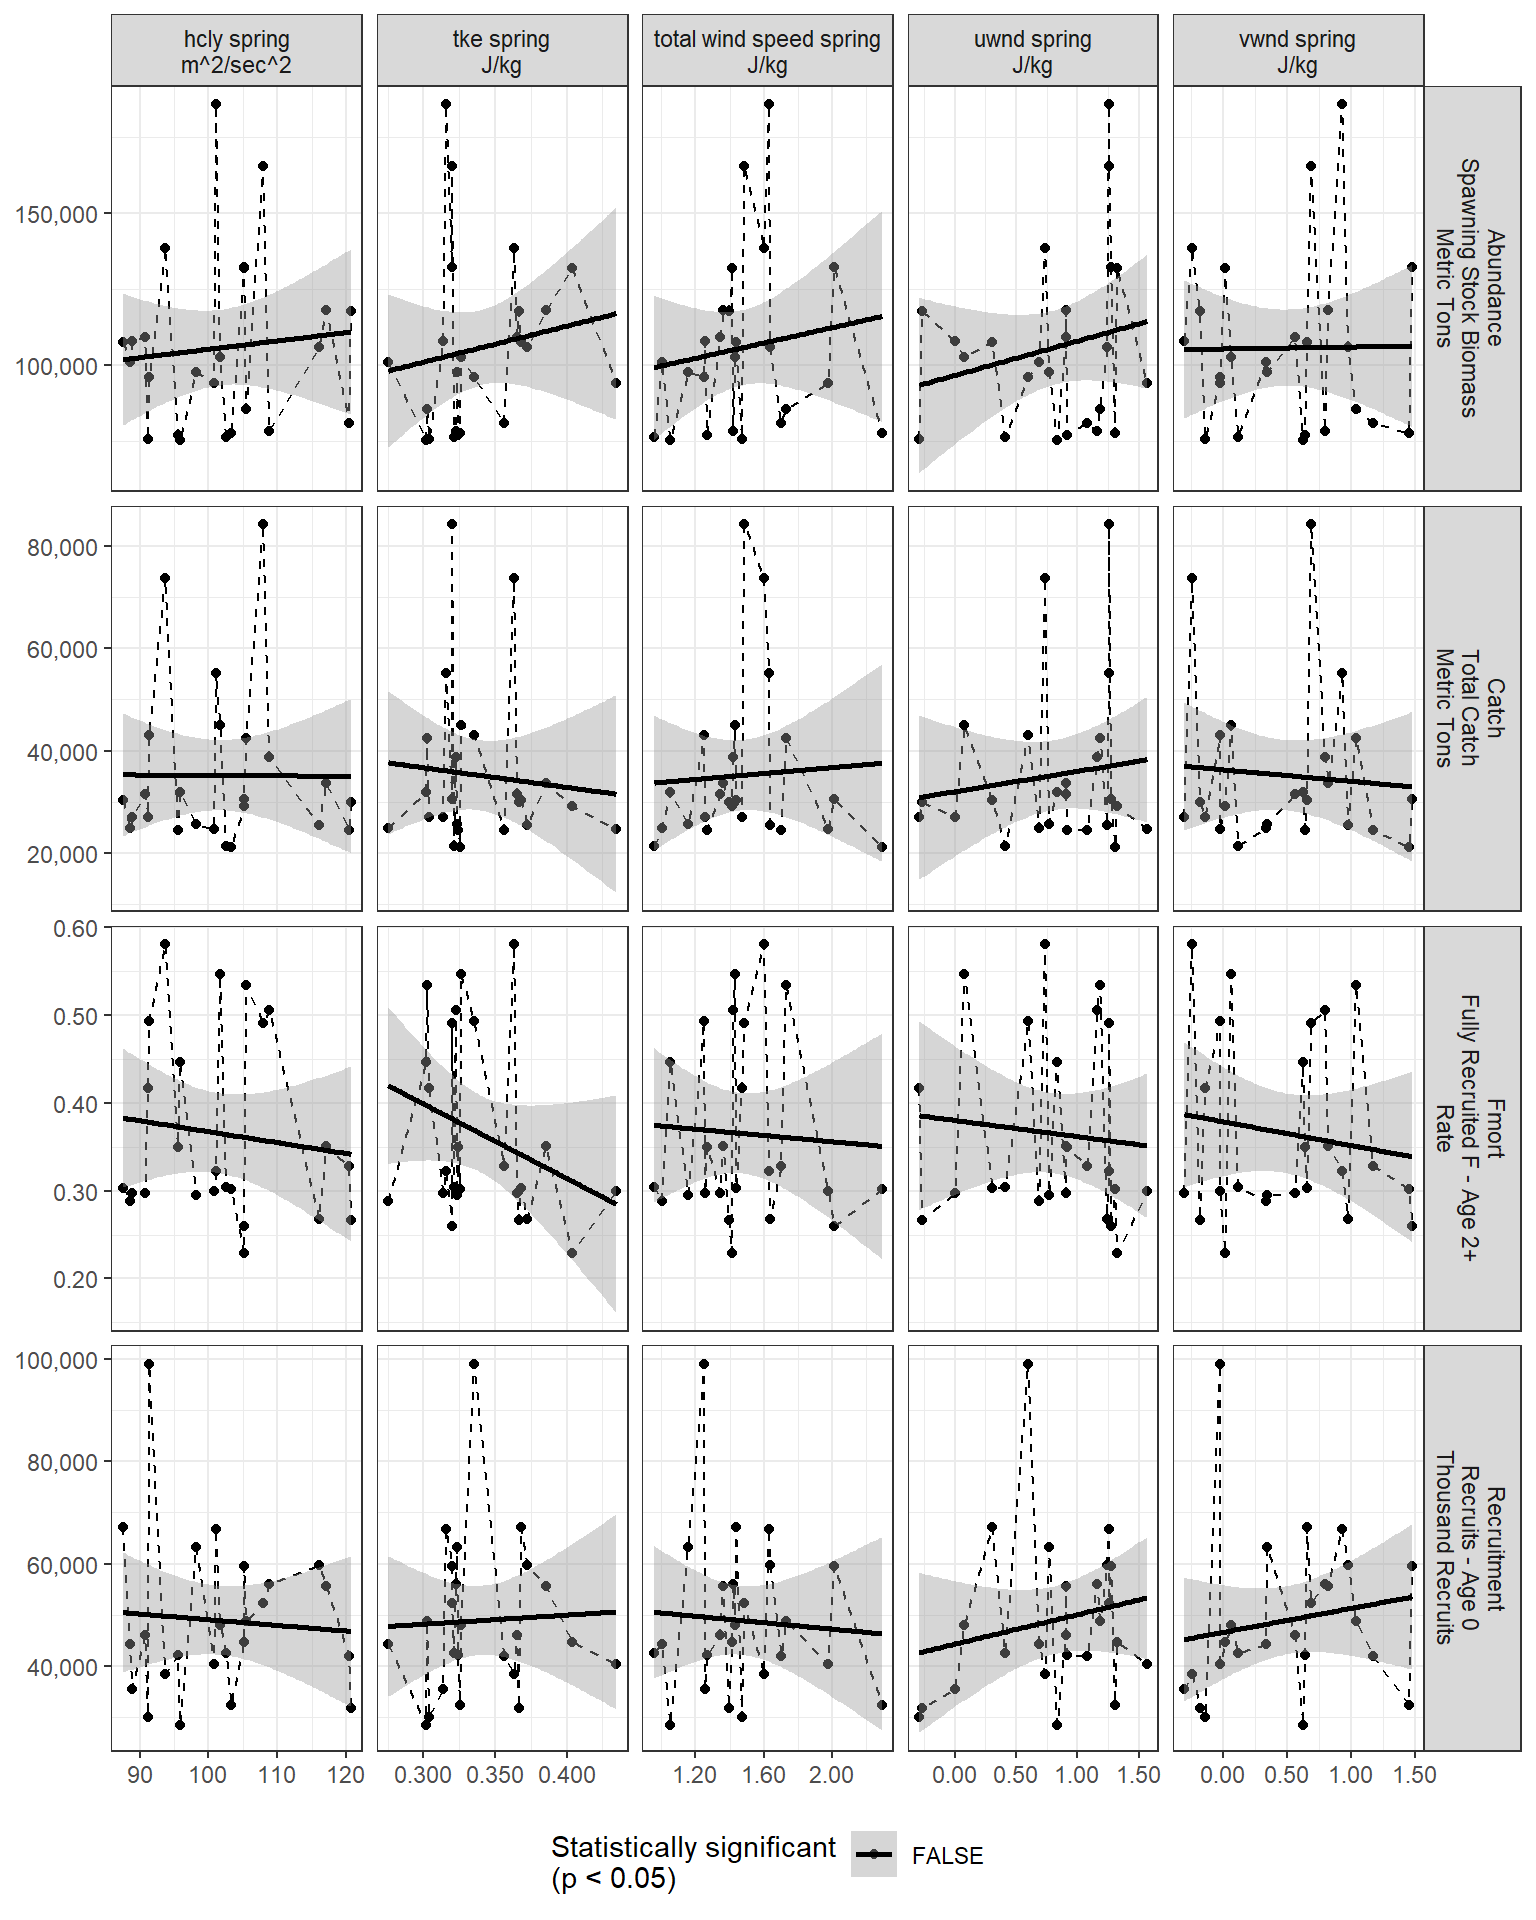 hcly spring
m^2/sec^2
tke spring
J/kg
total wind speed spring
J/kg
uwnd spring
J/kg
vwnd spring
J/kg
150,000
100,000
Abundance
Spawning Stock Biomass
Metric Tons
80,000
60,000
40,000
20,000
Catch
Total Catch
Metric Tons
0.60
0.50
0.40
0.30
0.20
Fmort
Fully Recruited F - Age 2+
Rate
100,000
80,000
60,000
40,000
Recruitment
Recruits - Age 0
Thousand Recruits
90 100 110 120
0.300 0.350 0.400
1.20 1.60 2.00
0.00 0.50 1.00 1.50
0.00 0.50 1.00 1.50
Statistically significant
(p < 0.05)
FALSE